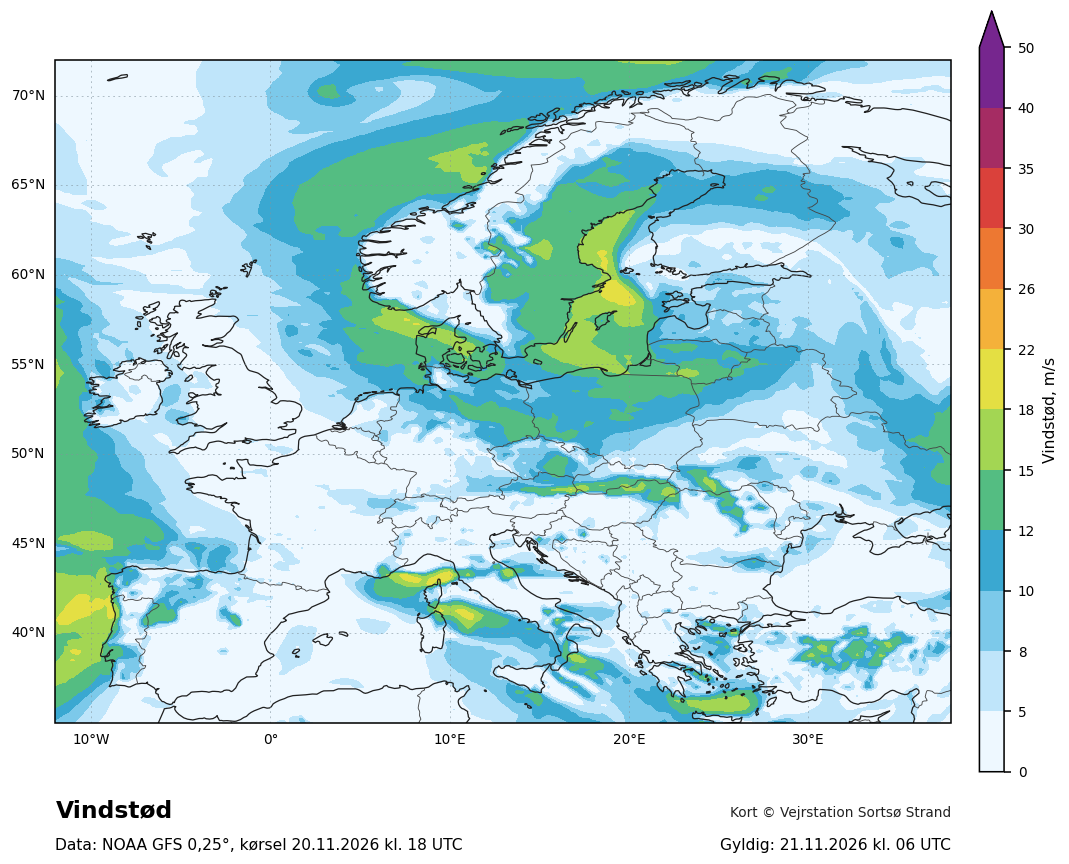 50
40
35
30
26
22
18
15
12
10
8
5
0
Vindstød, m/s
70°N
65°N
60°N
55°N
50°N
45°N
40°N
10°W
0°
10°E
20°E
30°E
Vindstød
Kort © Vejrstation Sortsø Strand
Data: NOAA GFS 0,25°, kørsel 20.11.2026 kl. 18 UTC
Gyldig: 21.11.2026 kl. 06 UTC